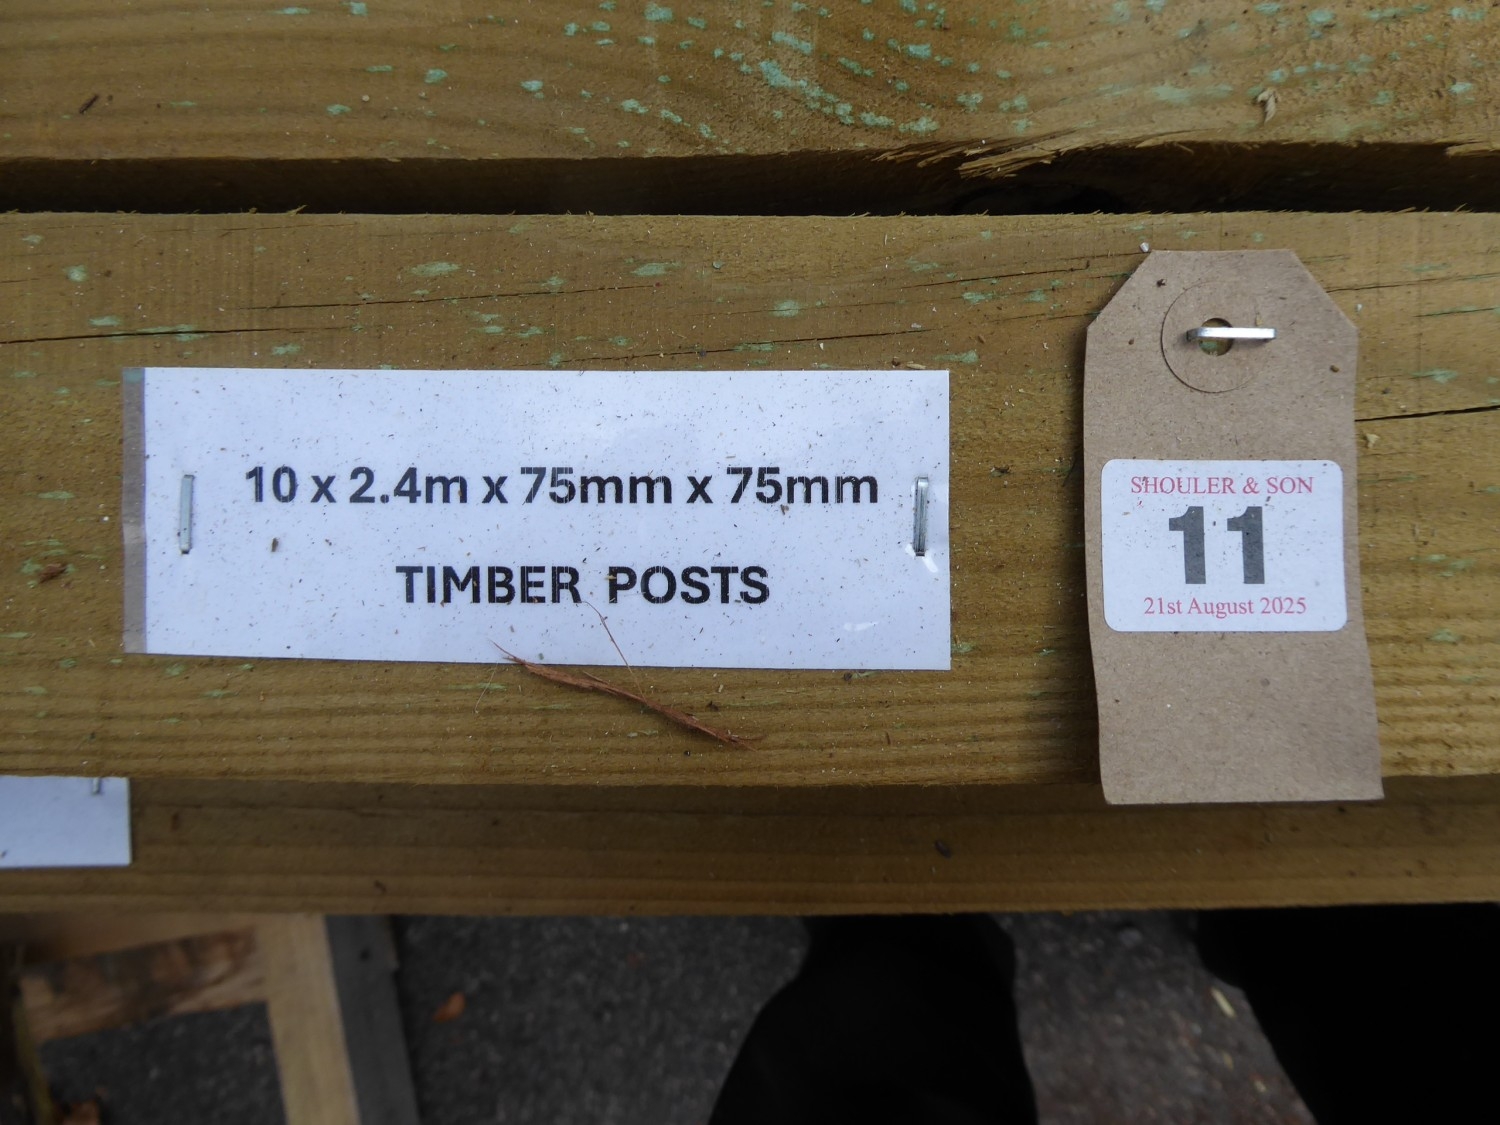 10 x 2.4m x 75mm x 75mm
TIMBER POSTS
SHOULER & SON
11
21st August 2025